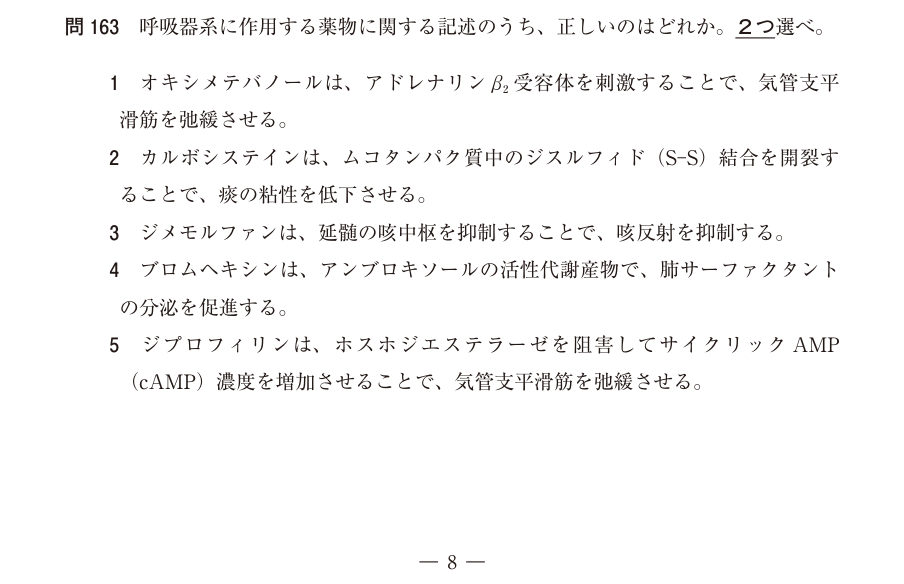 問 163 呼吸器系に作用する薬物に関する記述のうち、正しいのはどれか。2つ選べ。
1 オキシメテバノールは、アドレナリン β₂ 受容体を刺激することで、気管支平
滑筋を弛緩させる。
2 カルボシステインは、ムコタンパク質中のジスルフィド（S-S）結合を開裂す
ることで、痰の粘性を低下させる。
3 ジメモルファンは、延髄の咳中枢を抑制することで、咳反射を抑制する。
4 ブロムヘキシンは、アンブロキソールの活性代謝産物で、肺サーファクタント
の分泌を促進する。
5 ジプロフィリンは、ホスホジエステラーゼを阻害してサイクリック AMP
（cAMP）濃度を増加させることで、気管支平滑筋を弛緩させる。
— 8 —